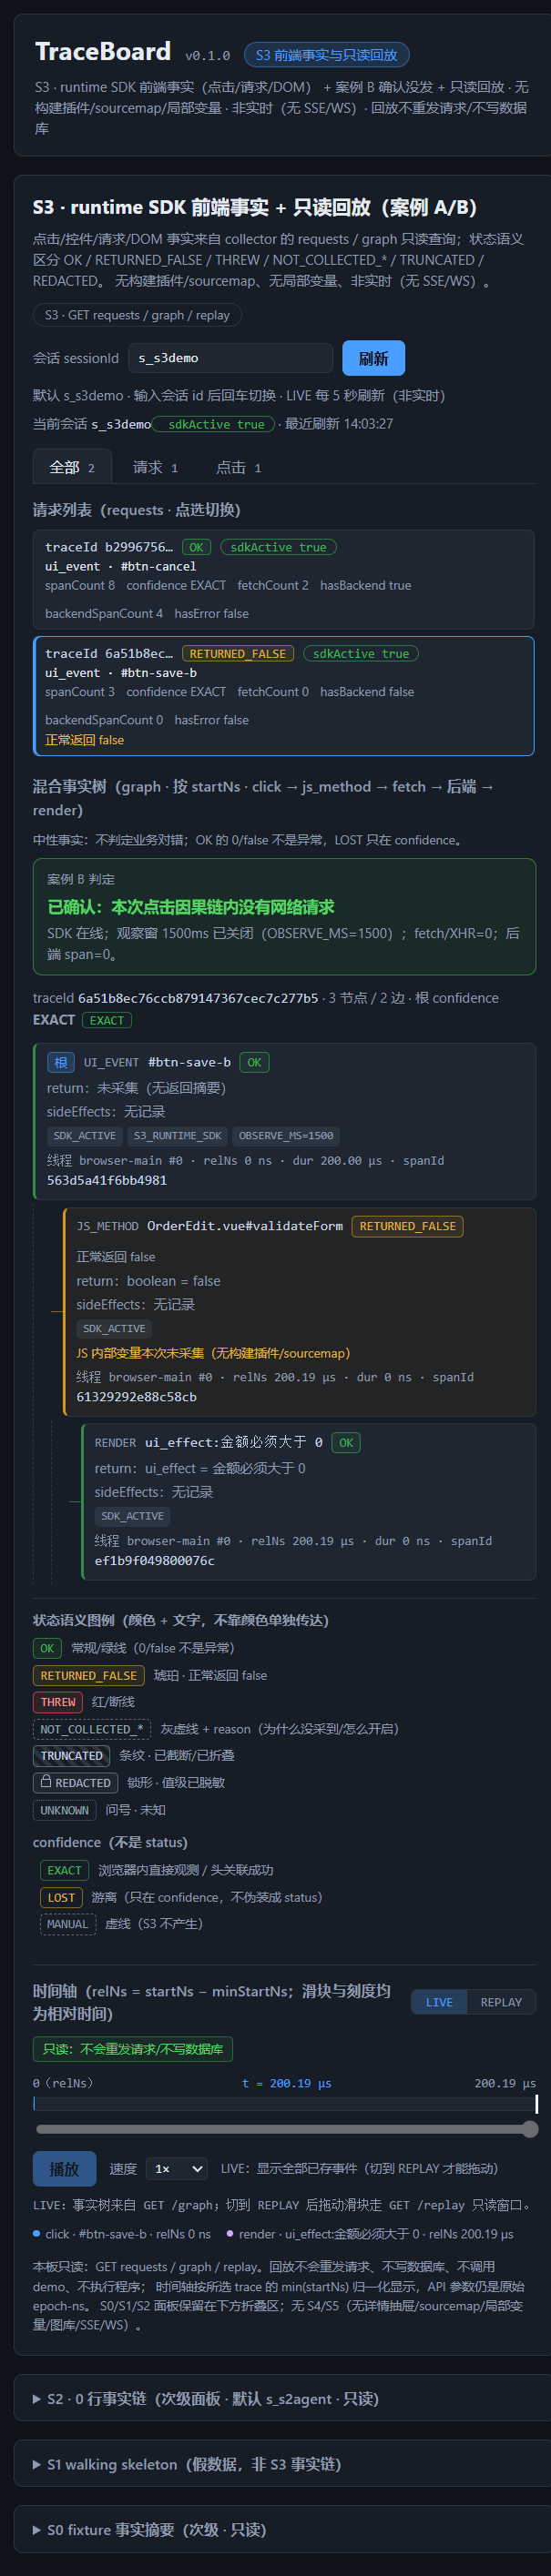 TraceBoard v0.1.0 S3 前端事实与只读回放
S3 · runtime SDK 前端事实（点击/请求/DOM） + 案例 B 确认没发 + 只读回放 · 无
构建插件/sourcemap/局部变量 · 非实时（无 SSE/WS）· 回放不重发请求/不写数据
库
S3 · runtime SDK 前端事实 + 只读回放（案例 A/B）
点击/控件/请求/DOM 事实来自 collector 的 requests / graph 只读查询；状态语义
区分 OK / RETURNED_FALSE / THREW / NOT_COLLECTED_* / TRUNCATED /
REDACTED。 无构建插件/sourcemap、无局部变量、非实时（无 SSE/WS）。
S3 · GET requests / graph / replay
会话 sessionId s_s3demo 刷新
默认 s_s3demo · 输入会话 id 后回车切换 · LIVE 每 5 秒刷新（非实时）
当前会话 s_s3demo sdkActive true · 最近刷新 14:03:27
全部 2 请求 1 点击 1
请求列表（requests · 点选切换）
traceId b2996756… OK sdkActive true
ui_event · #btn-cancel
spanCount 8 confidence EXACT fetchCount 2 hasBackend true
backendSpanCount 4 hasError false
traceId 6a51b8ec… RETURNED_FALSE sdkActive true
ui_event · #btn-save-b
spanCount 3 confidence EXACT fetchCount 0 hasBackend false
backendSpanCount 0 hasError false
正常返回 false
混合事实树（graph · 按 startNs · click → js_method → fetch → 后端 →
render）
中性事实：不判定业务对错；OK 的 0/false 不是异常，LOST 只在 confidence。
案例 B 判定
已确认：本次点击因果链内没有网络请求
SDK 在线；观察窗 1500ms 已关闭（OBSERVE_MS=1500）; fetch/XHR=0；后
端 span=0。
traceId 6a51b8ec76ccb879147367cec7c277b5 · 3 节点 / 2 边 · 根 confidence
EXACT EXACT
根 UI_EVENT #btn-save-b OK
return：未采集（无返回摘要）
sideEffects：无记录
SDK_ACTIVE S3_RUNTIME_SDK OBSERVE_MS=1500
线程 browser-main #0 · relNs 0 ns · dur 200.00 µs · spanId
563d5a41f6bb4981
JS_METHOD OrderEdit.vue#validateForm RETURNED_FALSE
正常返回 false
return：boolean = false
sideEffects：无记录
SDK_ACTIVE
JS 内部变量本次未采集（无构建插件/sourcemap）
线程 browser-main #0 · relNs 200.19 µs · dur 0 ns · spanId
61329292e88c58cb
RENDER ui_effect:金额必须大于 0 OK
return：ui_effect = 金额必须大于 0
sideEffects：无记录
SDK_ACTIVE
线程 browser-main #0 · relNs 200.19 µs · dur 0 ns · spanId
ef1b9f049800076c
状态语义图例（颜色 + 文字，不靠颜色单独传达）
OK 常规/绿线（0/false 不是异常）
RETURNED_FALSE 琥珀 · 正常返回 false
THREW 红/断线
NOT_COLLECTED_* 灰虚线 + reason（为什么没采到/怎么开启）
TRUNCATED 条纹 · 已截断/已折叠
REDACTED 锁形 · 值级已脱敏
UNKNOWN 问号 · 未知
confidence（不是 status）
EXACT 浏览器内直接观测 / 头关联成功
LOST 游离（只在 confidence，不伪装成 status）
MANUAL 虚线（S3 不产生）
时间轴（relNs = startNs − minStartNs；滑块与刻度均
为相对时间） LIVE REPLAY
只读：不会重发请求/不写数据库
0（relNs） t = 200.19 µs 200.19 µs
播放 速度 1× LIVE：显示全部已存事件（切到 REPLAY 才能拖动）
LIVE：事实树来自 GET /graph；切到 REPLAY 后拖动滑块走 GET /replay 只读窗口。
click · #btn-save-b · relNs 0 ns render · ui_effect:金额必须大于 0 · relNs 200.19 µs
本板只读：GET requests / graph / replay。回放不会重发请求、不写数据库、不调用
demo、不执行程序； 时间轴按所选 trace 的 min(startNs) 归一化显示，API 参数仍是原始
epoch-ns。 S0/S1/S2 面板保留在下方折叠区；无 S4/S5（无详情抽屉/sourcemap/局部变
量/图库/SSE/WS）。
S2 · 0 行事实链（次级面板 · 默认 s_s2agent · 只读）
S1 walking skeleton（假数据，非 S3 事实链）
S0 fixture 事实摘要（次级 · 只读）